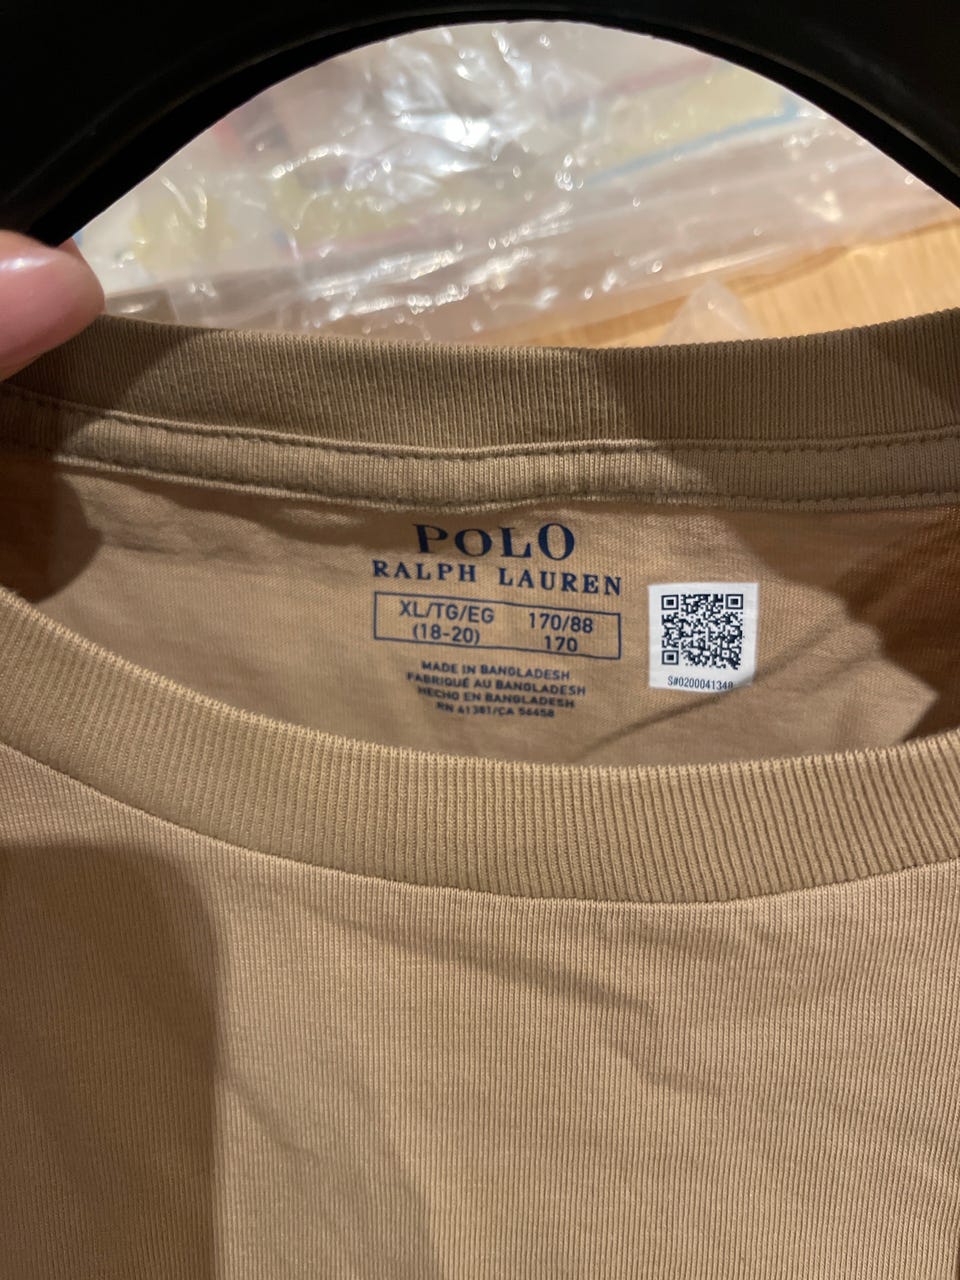 POLO
RALPH LAUREN
XL/TG/EG 170/88
(18-20) 170
MADE IN BANGLADESH
FABRIQUÉ AU BANGLADESH
HECHO EN BANGLADESH
RN 41381/CA 56458
S#0200041348